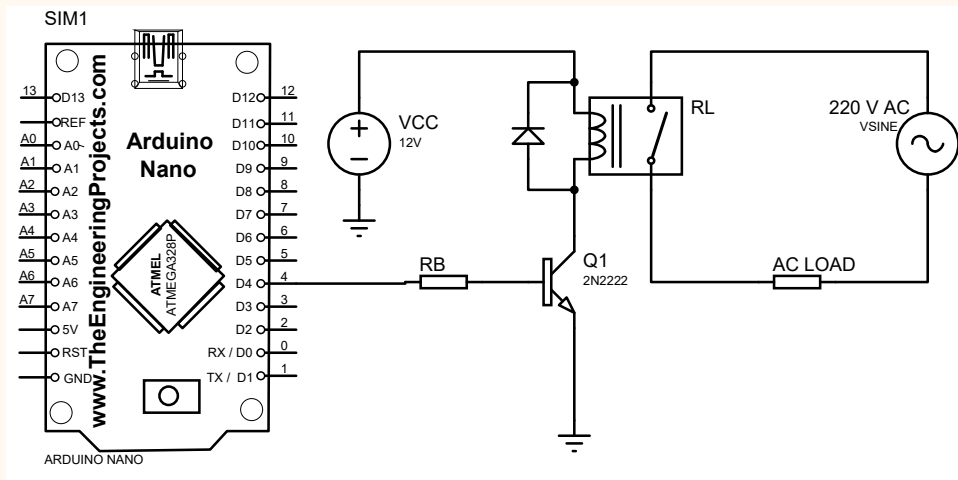 SIM1
www.TheEngineeringProjects.com
Arduino
Nano
ATMEL
ATMEGA328P
13 D13
REF
A0 A0~
A1 A1
A2 A2
A3 A3
A4 A4
A5 A5
A6 A6
A7 A7
5V
RST
GND
D12 12
D11 11
D10 10
D9 9
D8 8
D7 7
D6 6
D5 5
D4 4
D3 3
D2 2
RX / D0 0
TX / D1 1
ARDUINO NANO
VCC
12V
RB
Q1
2N2222
RL
220 V AC
VSINE
AC LOAD